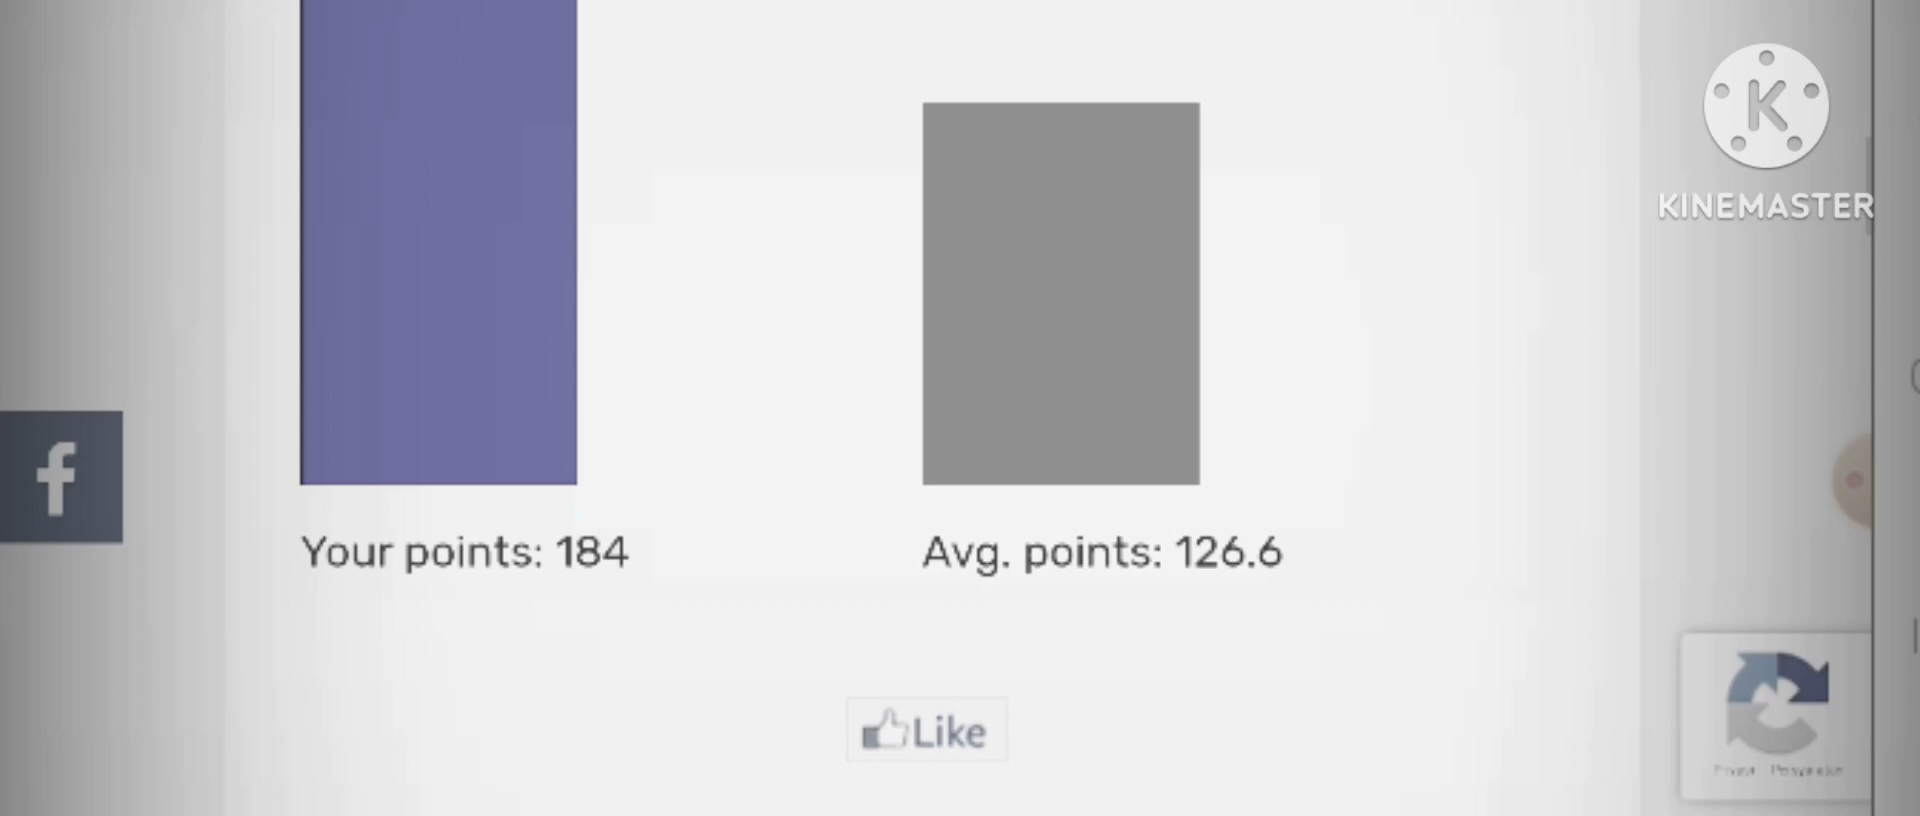 K
KINEMASTER
f
Your points: 184
Avg. points: 126.6
Like